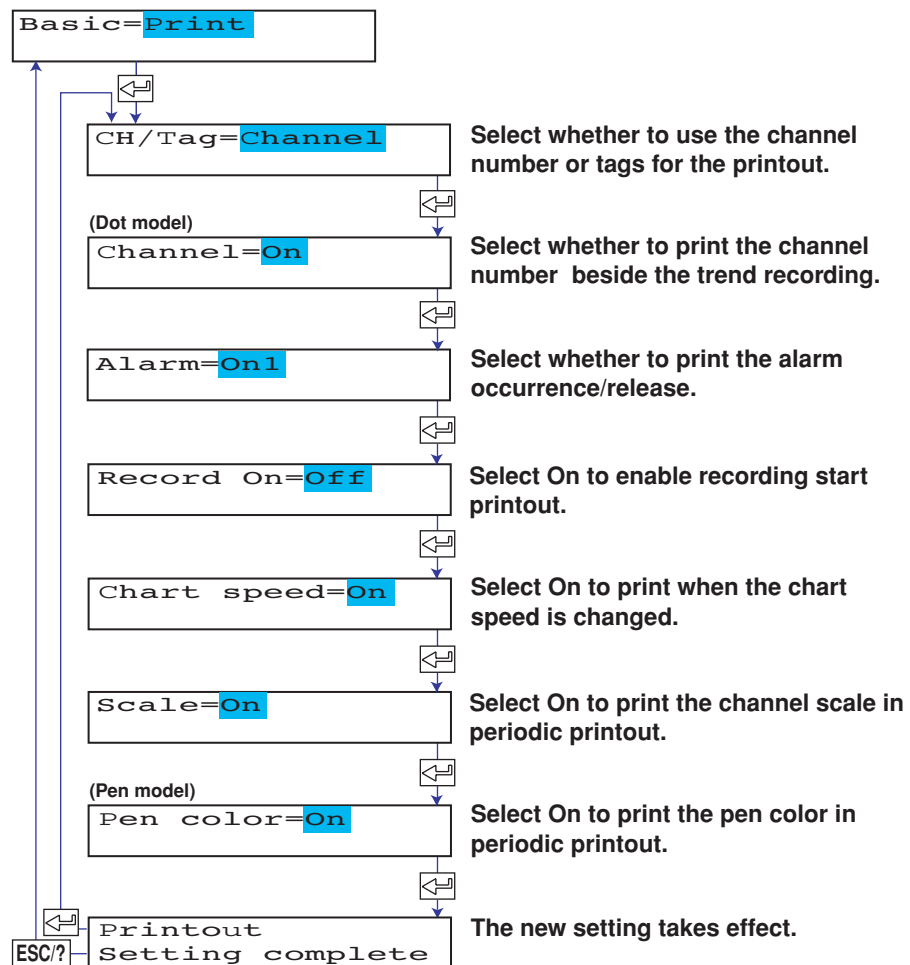 Basic=Print
CH/Tag=Channel
Select whether to use the channel
number or tags for the printout.
(Dot model)
Channel=On
Select whether to print the channel
number beside the trend recording.
Alarm=On1
Select whether to print the alarm
occurrence/release.
Record On=Off
Select On to enable recording start
printout.
Chart speed=On
Select On to print when the chart
speed is changed.
Scale=On
Select On to print the channel scale in
periodic printout.
(Pen model)
Pen color=On
Select On to print the pen color in
periodic printout.
Printout
Setting complete
The new setting takes effect.
ESC/?